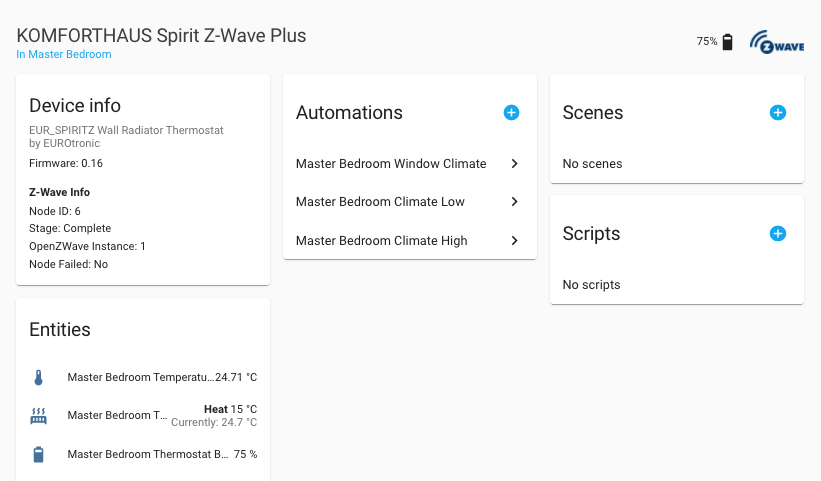 KOMFORTHAUS Spirit Z-Wave Plus
In Master Bedroom
75%
Z WAVE
Device info
EUR_SPIRITZ Wall Radiator Thermostat
by EUROtronic
Firmware: 0.16
Z-Wave Info
Node ID: 6
Stage: Complete
OpenZWave Instance: 1
Node Failed: No
Entities
Master Bedroom Temperatu...24.71 °C
Master Bedroom T... Heat 15 °C
Currently: 24.7 °C
Master Bedroom Thermostat B... 75 %
Automations
Master Bedroom Window Climate
Master Bedroom Climate Low
Master Bedroom Climate High
Scenes
No scenes
Scripts
No scripts